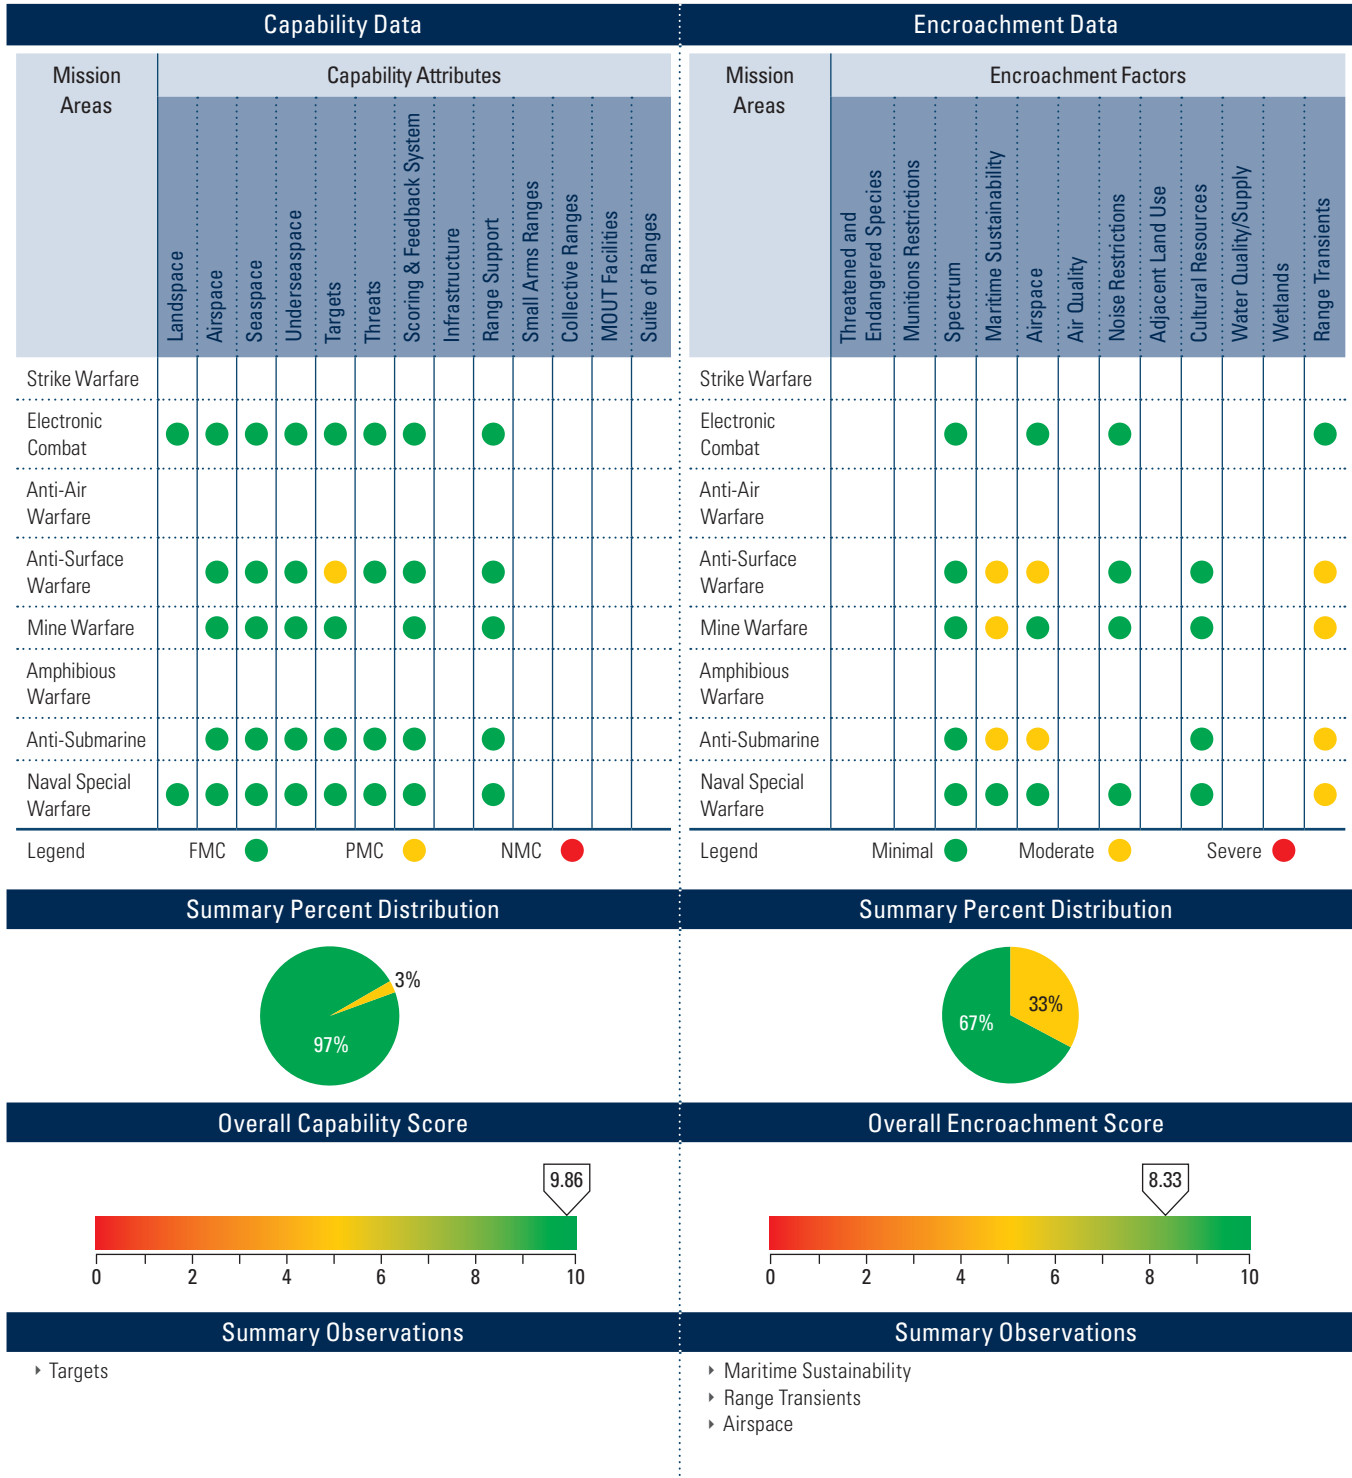 Capability Data
Mission
Areas
Capability Attributes
Landspace
Airspace
Seaspace
Underseaspace
Targets
Threats
Scoring & Feedback System
Infrastructure
Range Support
Small Arms Ranges
Collective Ranges
MOUT Facilities
Suite of Ranges
Strike Warfare
Electronic
Combat
Anti-Air
Warfare
Anti-Surface
Warfare
Mine Warfare
Amphibious
Warfare
Anti-Submarine
Naval Special
Warfare
Legend FMC PMC NMC
Summary Percent Distribution
3%
97%
Overall Capability Score
9.86
0 2 4 6 8 10
Summary Observations
‣ Targets
Encroachment Data
Mission
Areas
Encroachment Factors
Threatened and
Endangered Species
Munitions Restrictions
Spectrum
Maritime Sustainability
Airspace
Air Quality
Noise Restrictions
Adjacent Land Use
Cultural Resources
Water Quality/Supply
Wetlands
Range Transients
Strike Warfare
Electronic
Combat
Anti-Air
Warfare
Anti-Surface
Warfare
Mine Warfare
Amphibious
Warfare
Anti-Submarine
Naval Special
Warfare
Legend Minimal Moderate Severe
Summary Percent Distribution
33%
67%
Overall Encroachment Score
8.33
0 2 4 6 8 10
Summary Observations
‣ Maritime Sustainability
‣ Range Transients
‣ Airspace